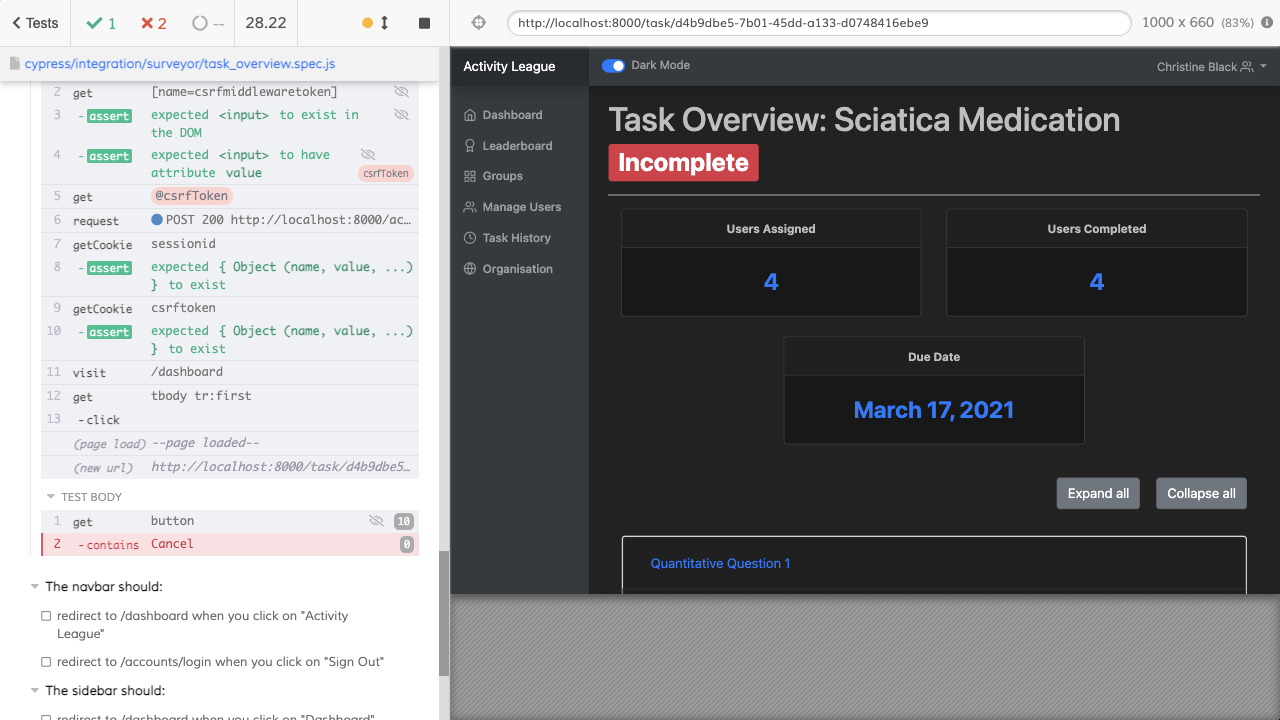 Tests
1
2
--
28.22
http://localhost:8000/task/d4b9dbe5-7b01-45dd-a133-d0748416ebe9
1000 x 660 (83%)
cypress/integration/surveyor/task_overview.spec.js
2 get [name=csrfmiddlewaretoken]
3 -assert expected <input> to exist in
the DOM
4 -assert expected <input> to have
attribute value csrfToken
5 get @csrfToken
6 request POST 200 http://localhost:8000/ac…
7 getCookie sessionid
8 -assert expected { Object (name, value, ...)
} to exist
9 getCookie csrftoken
10 -assert expected { Object (name, value, ...)
} to exist
11 visit /dashboard
12 get tbody tr:first
13 -click
(page load) --page loaded--
(new url) http://localhost:8000/task/d4b9dbe5…
TEST BODY
1 get button 10
2 -contains Cancel 0
The navbar should:
redirect to /dashboard when you click on "Activity
League"
redirect to /accounts/login when you click on "Sign Out"
The sidebar should:
redirect to /dashboard when you click on "Dashboard"
Activity League
Dark Mode
Christine Black
Dashboard
Leaderboard
Groups
Manage Users
Task History
Organisation
Task Overview: Sciatica Medication
Incomplete
Users Assigned
4
Users Completed
4
Due Date
March 17, 2021
Expand all
Collapse all
Quantitative Question 1